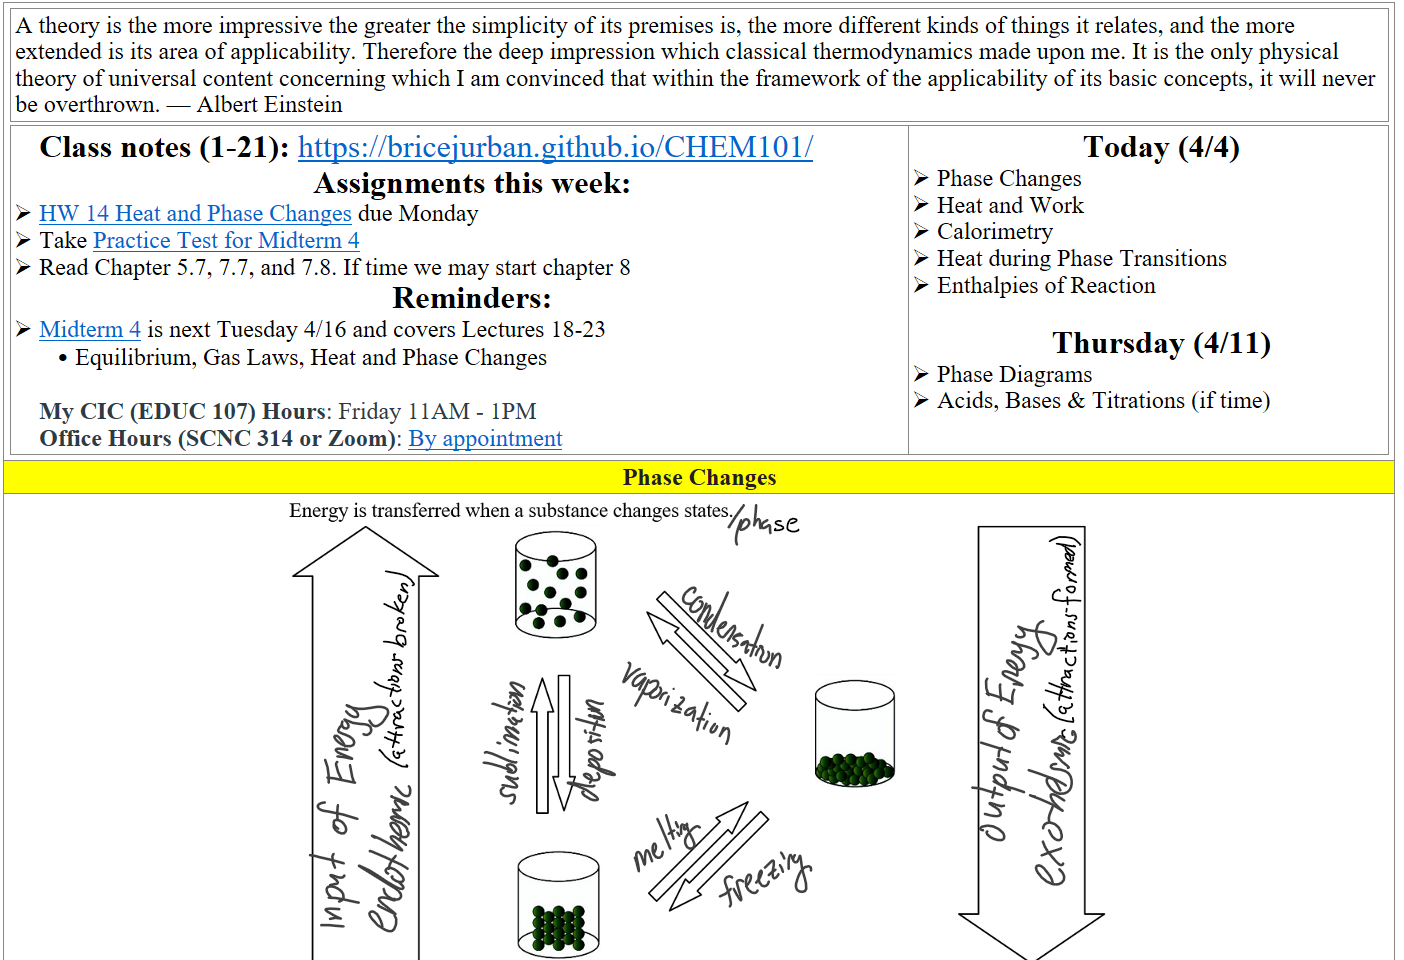 A theory is the more impressive the greater the simplicity of its premises is, the more different kinds of things it relates, and the more
extended is its area of applicability. Therefore the deep impression which classical thermodynamics made upon me. It is the only physical
theory of universal content concerning which I am convinced that within the framework of the applicability of its basic concepts, it will never
be overthrown. — Albert Einstein
Class notes (1-21): https://bricejurban.github.io/CHEM101/
Assignments this week:
➢ HW 14 Heat and Phase Changes due Monday
➢ Take Practice Test for Midterm 4
➢ Read Chapter 5.7, 7.7, and 7.8. If time we may start chapter 8
Reminders:
➢ Midterm 4 is next Tuesday 4/16 and covers Lectures 18-23
• Equilibrium, Gas Laws, Heat and Phase Changes
My CIC (EDUC 107) Hours: Friday 11AM - 1PM
Office Hours (SCNC 314 or Zoom): By appointment
Today (4/4)
➢ Phase Changes
➢ Heat and Work
➢ Calorimetry
➢ Heat during Phase Transitions
➢ Enthalpies of Reaction
Thursday (4/11)
➢ Phase Diagrams
➢ Acids, Bases & Titrations (if time)
Phase Changes
Energy is transferred when a substance changes states./phase
Input of Energy
endothermic (attractions broken)
sublimation
deposition
condensation
vaporization
melting
freezing
output of Energy
exothermic (attractions formed)